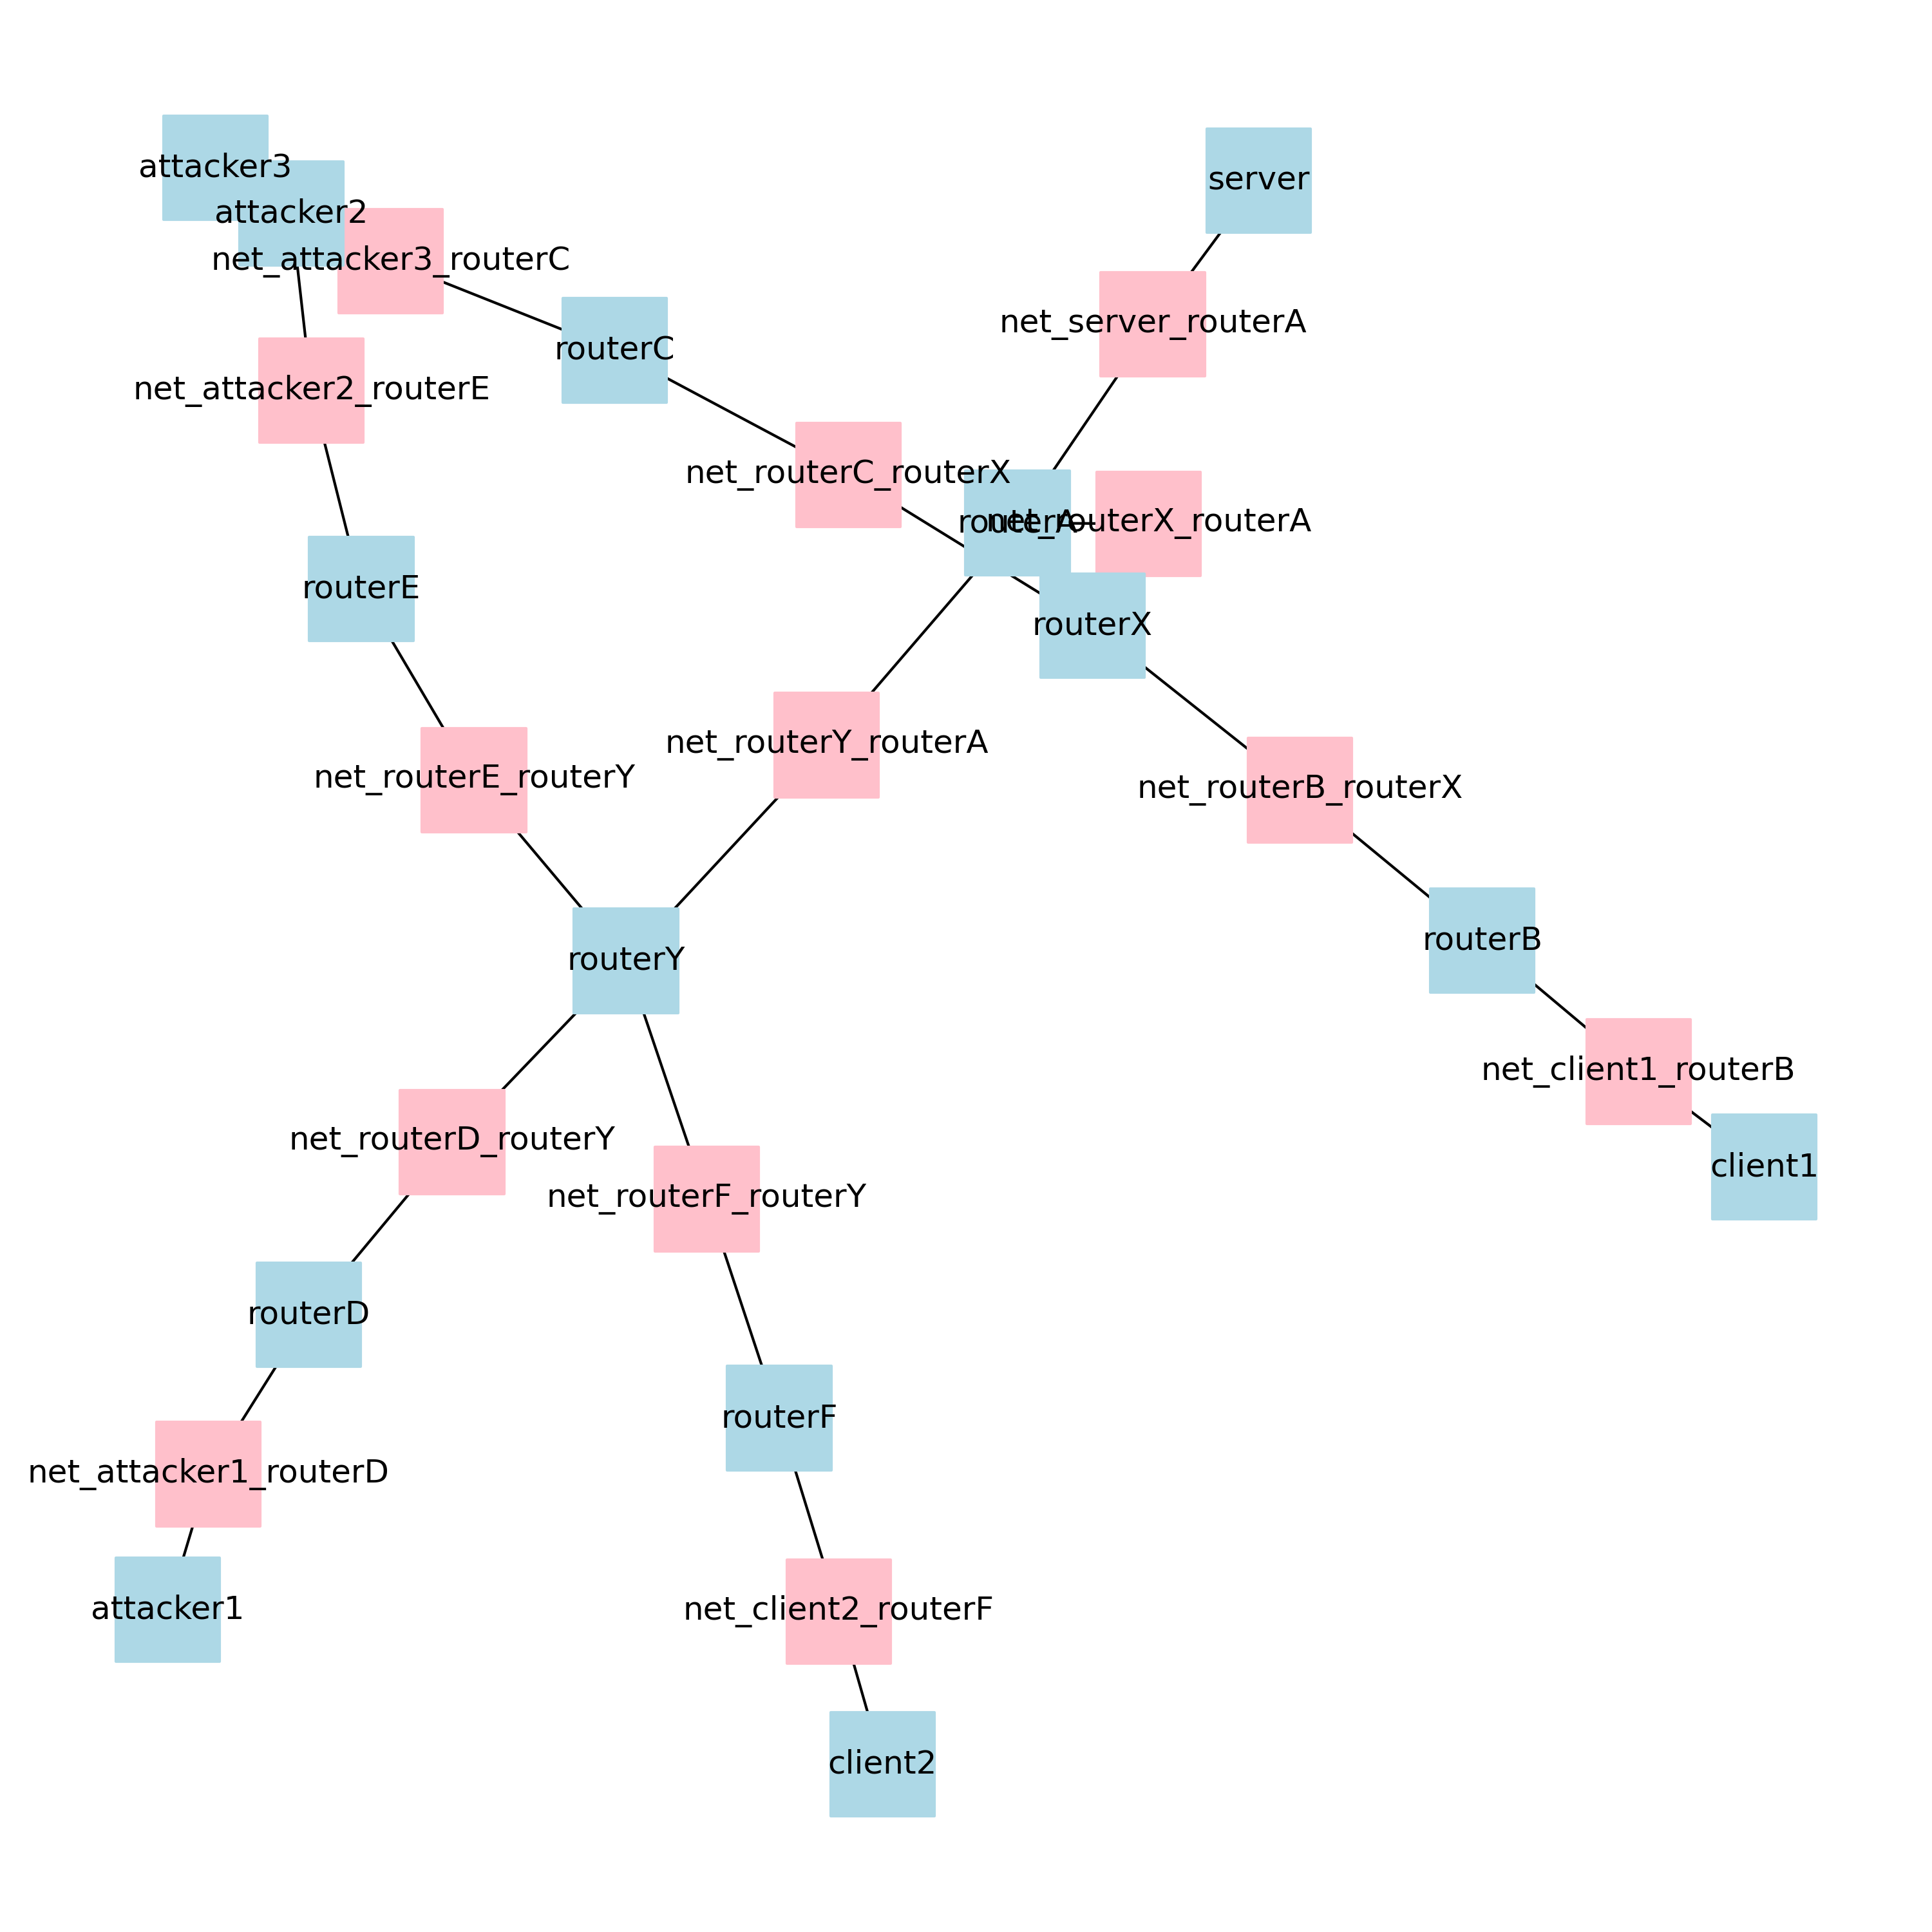 attacker3
server
attacker2
net_attacker3_routerC
net_server_routerA
routerC
net_attacker2_routerE
net_routerC_routerX
routerA
net_routerX_routerA
routerE
routerX
net_routerY_routerA
net_routerE_routerY
net_routerB_routerX
routerB
routerY
net_client1_routerB
net_routerD_routerY
client1
net_routerF_routerY
routerD
routerF
net_attacker1_routerD
attacker1
net_client2_routerF
client2